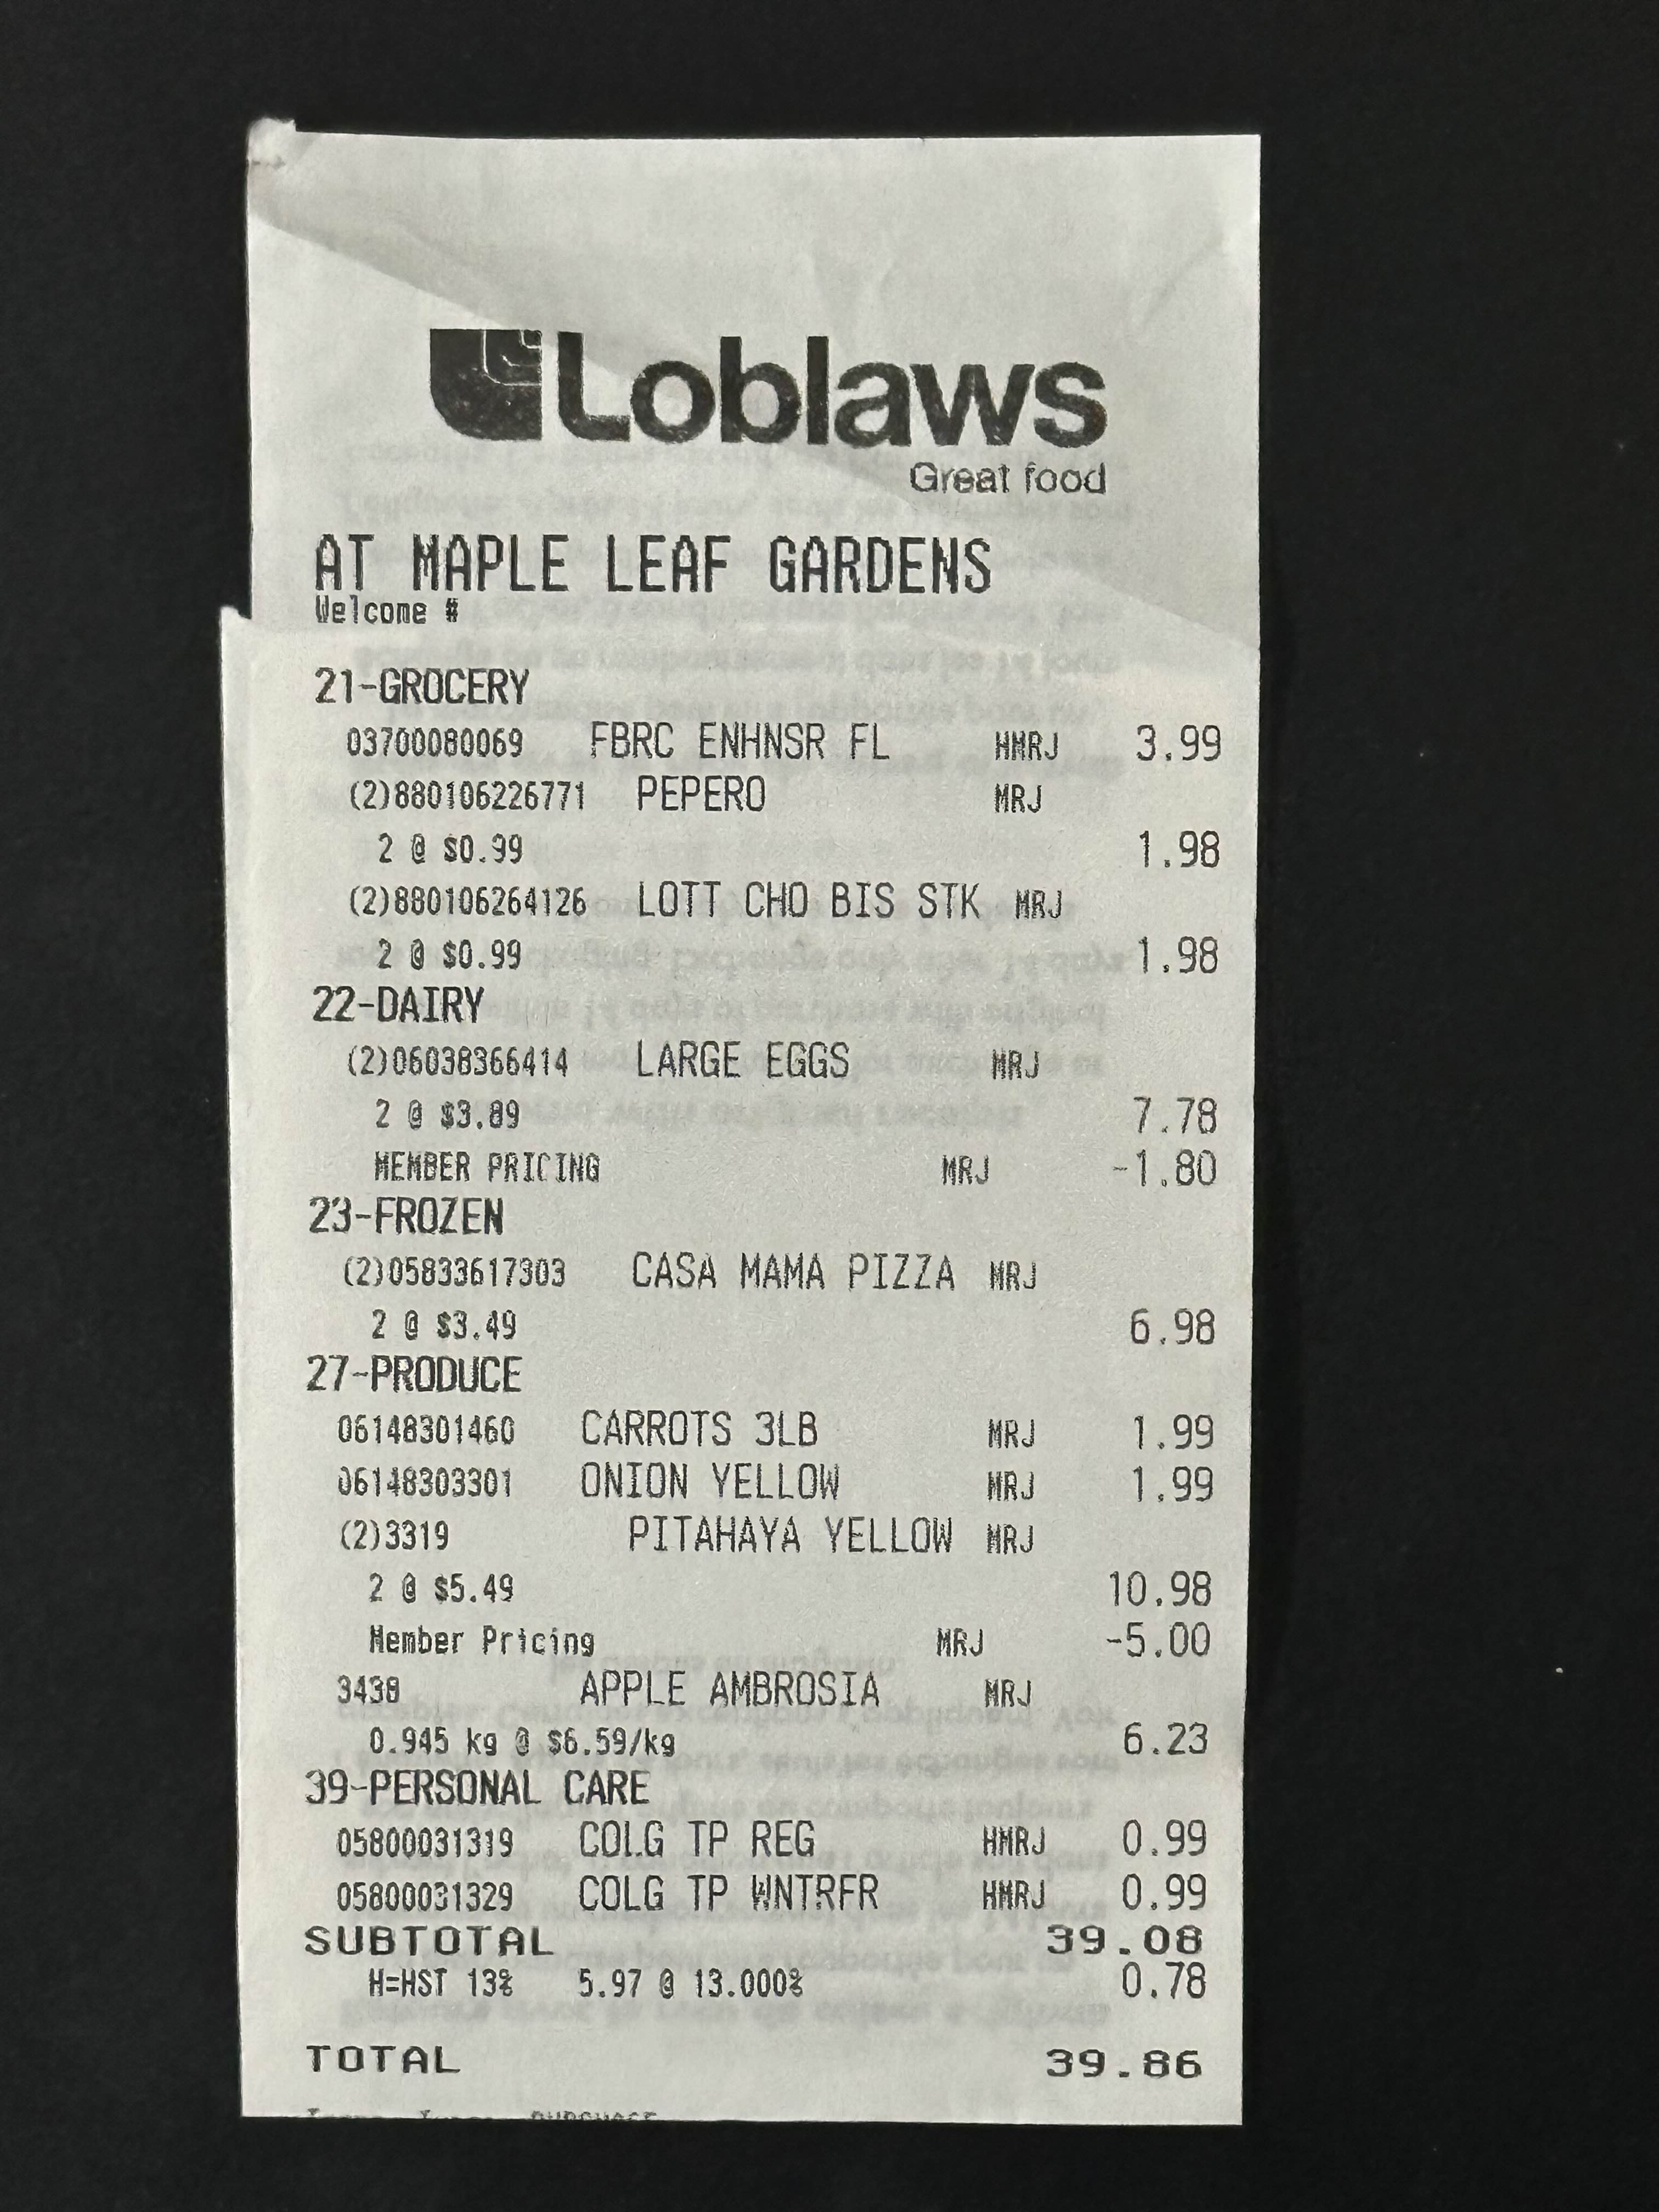 Loblaws
Great food
AT MAPLE LEAF GARDENS
Welcome #
21-GROCERY
03700080069 FBRC ENHNSR FL HMRJ 3.99
(2)880106226771 PEPERO MRJ
2 @ $0.99 1.98
(2)880106264126 LOTT CHO BIS STK MRJ
2 @ $0.99 1.98
22-DAIRY
(2)06038366414 LARGE EGGS MRJ
2 @ $3.89 7.78
MEMBER PRICING MRJ -1.80
23-FROZEN
(2)05833617303 CASA MAMA PIZZA MRJ
2 @ $3.49 6.98
27-PRODUCE
06148301460 CARROTS 3LB MRJ 1.99
06148303301 ONION YELLOW MRJ 1.99
(2)3319 PITAHAYA YELLOW MRJ
2 @ $5.49 10.98
Member Pricing MRJ -5.00
3438 APPLE AMBROSIA MRJ
0.945 kg @ $6.59/kg 6.23
39-PERSONAL CARE
05800031319 COLG TP REG HMRJ 0.99
05800031329 COLG TP WNTRFR HMRJ 0.99
SUBTOTAL 39.08
H=HST 13% 5.97 @ 13.000% 0.78
TOTAL 39.86